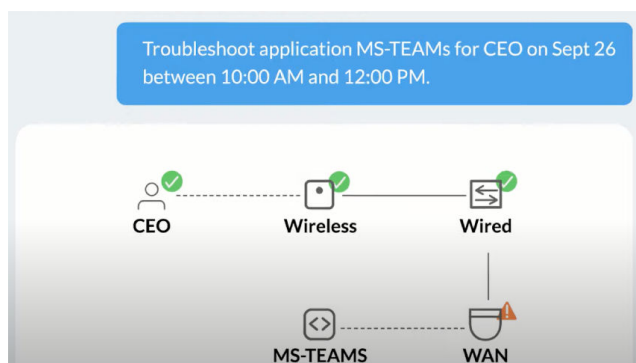 Troubleshoot application MS-TEAMs for CEO on Sept 26
between 10:00 AM and 12:00 PM.
CEO
Wireless
Wired
MS-TEAMS
WAN